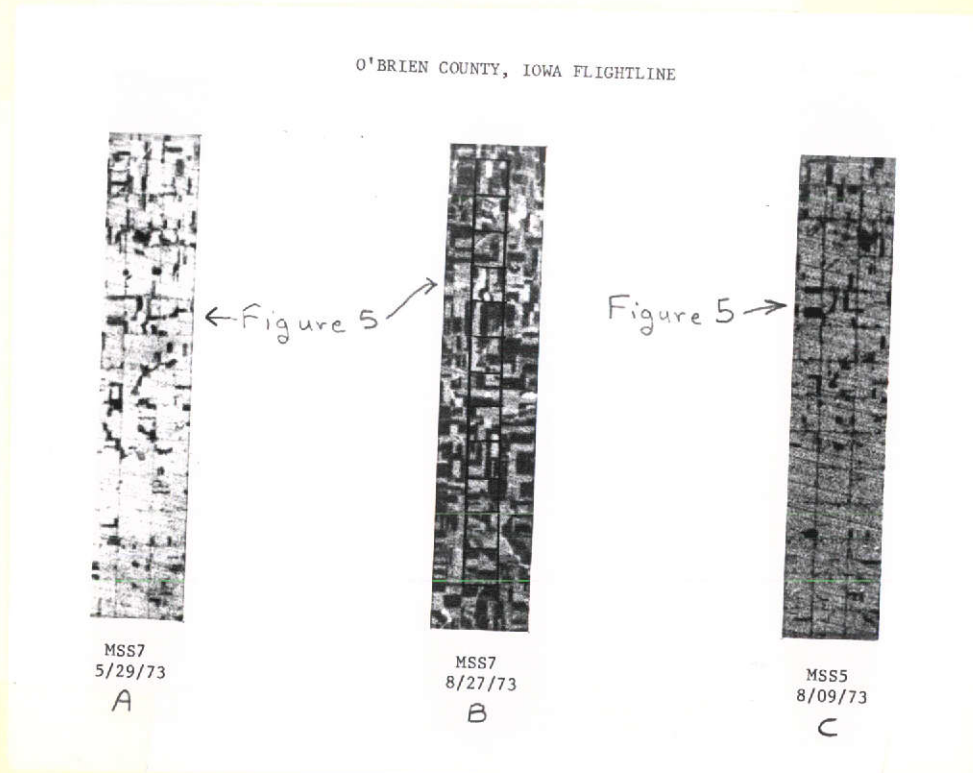 O'BRIEN COUNTY, IOWA FLIGHTLINE
←Figure 5→
Figure 5→
MSS7
5/29/73
A
MSS7
8/27/73
B
MSS5
8/09/73
C